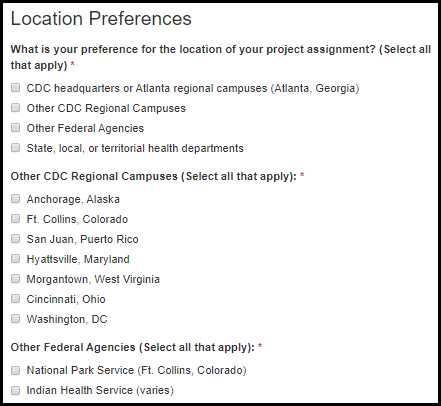 Location Preferences
What is your preference for the location of your project assignment? (Select all
that apply) *
CDC headquarters or Atlanta regional campuses (Atlanta, Georgia)
Other CDC Regional Campuses
Other Federal Agencies
State, local, or territorial health departments
Other CDC Regional Campuses (Select all that apply): *
Anchorage, Alaska
Ft. Collins, Colorado
San Juan, Puerto Rico
Hyattsville, Maryland
Morgantown, West Virginia
Cincinnati, Ohio
Washington, DC
Other Federal Agencies (Select all that apply): *
National Park Service (Ft. Collins, Colorado)
Indian Health Service (varies)